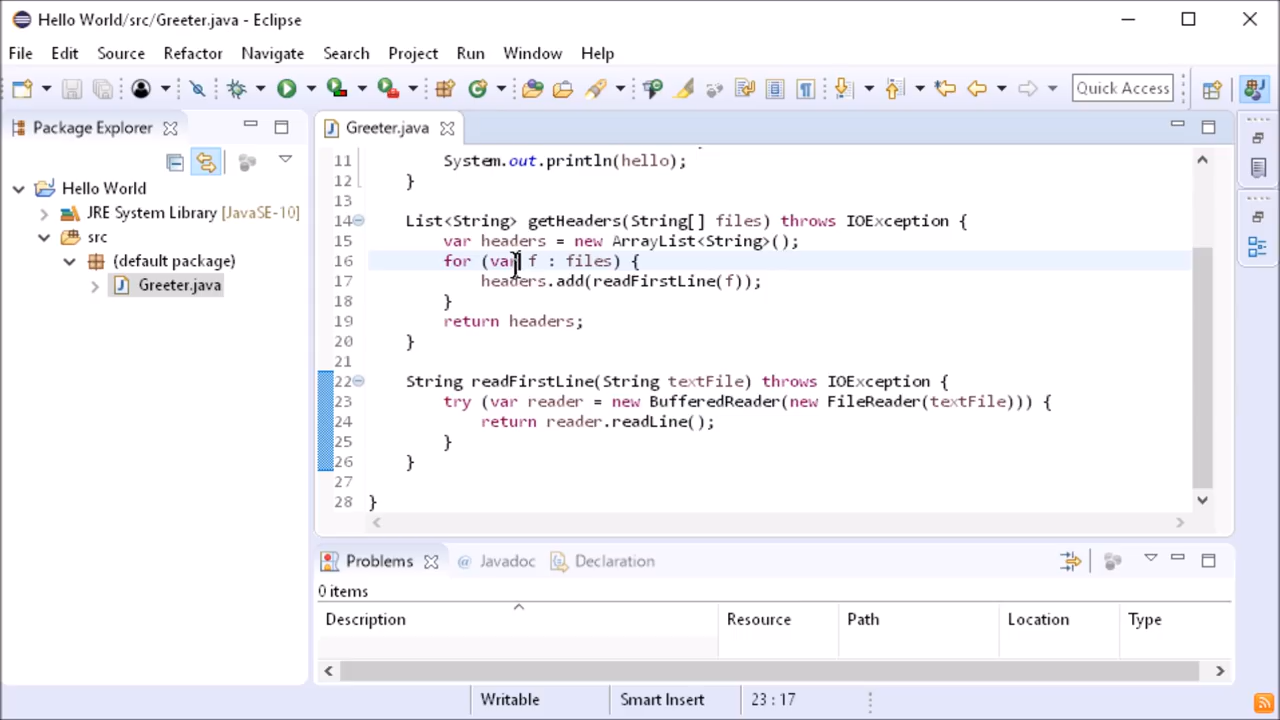 Hello World/src/Greeter.java - Eclipse
File Edit Source Refactor Navigate Search Project Run Window Help
Quick Access
Package Explorer
Hello World
JRE System Library [JavaSE-10]
src
(default package)
Greeter.java
Greeter.java
11 System.out.println(hello);
12 }
13
14 List<String> getHeaders(String[] files) throws IOException {
15 var headers = new ArrayList<String>();
16 for (var f : files) {
17 headers.add(readFirstLine(f));
18 }
19 return headers;
20 }
21
22 String readFirstLine(String textFile) throws IOException {
23 try (var reader = new BufferedReader(new FileReader(textFile))) {
24 return reader.readLine();
25 }
26 }
27
28 }
Problems @ Javadoc Declaration
0 items
Description Resource Path Location Type
Writable Smart Insert 23 : 17